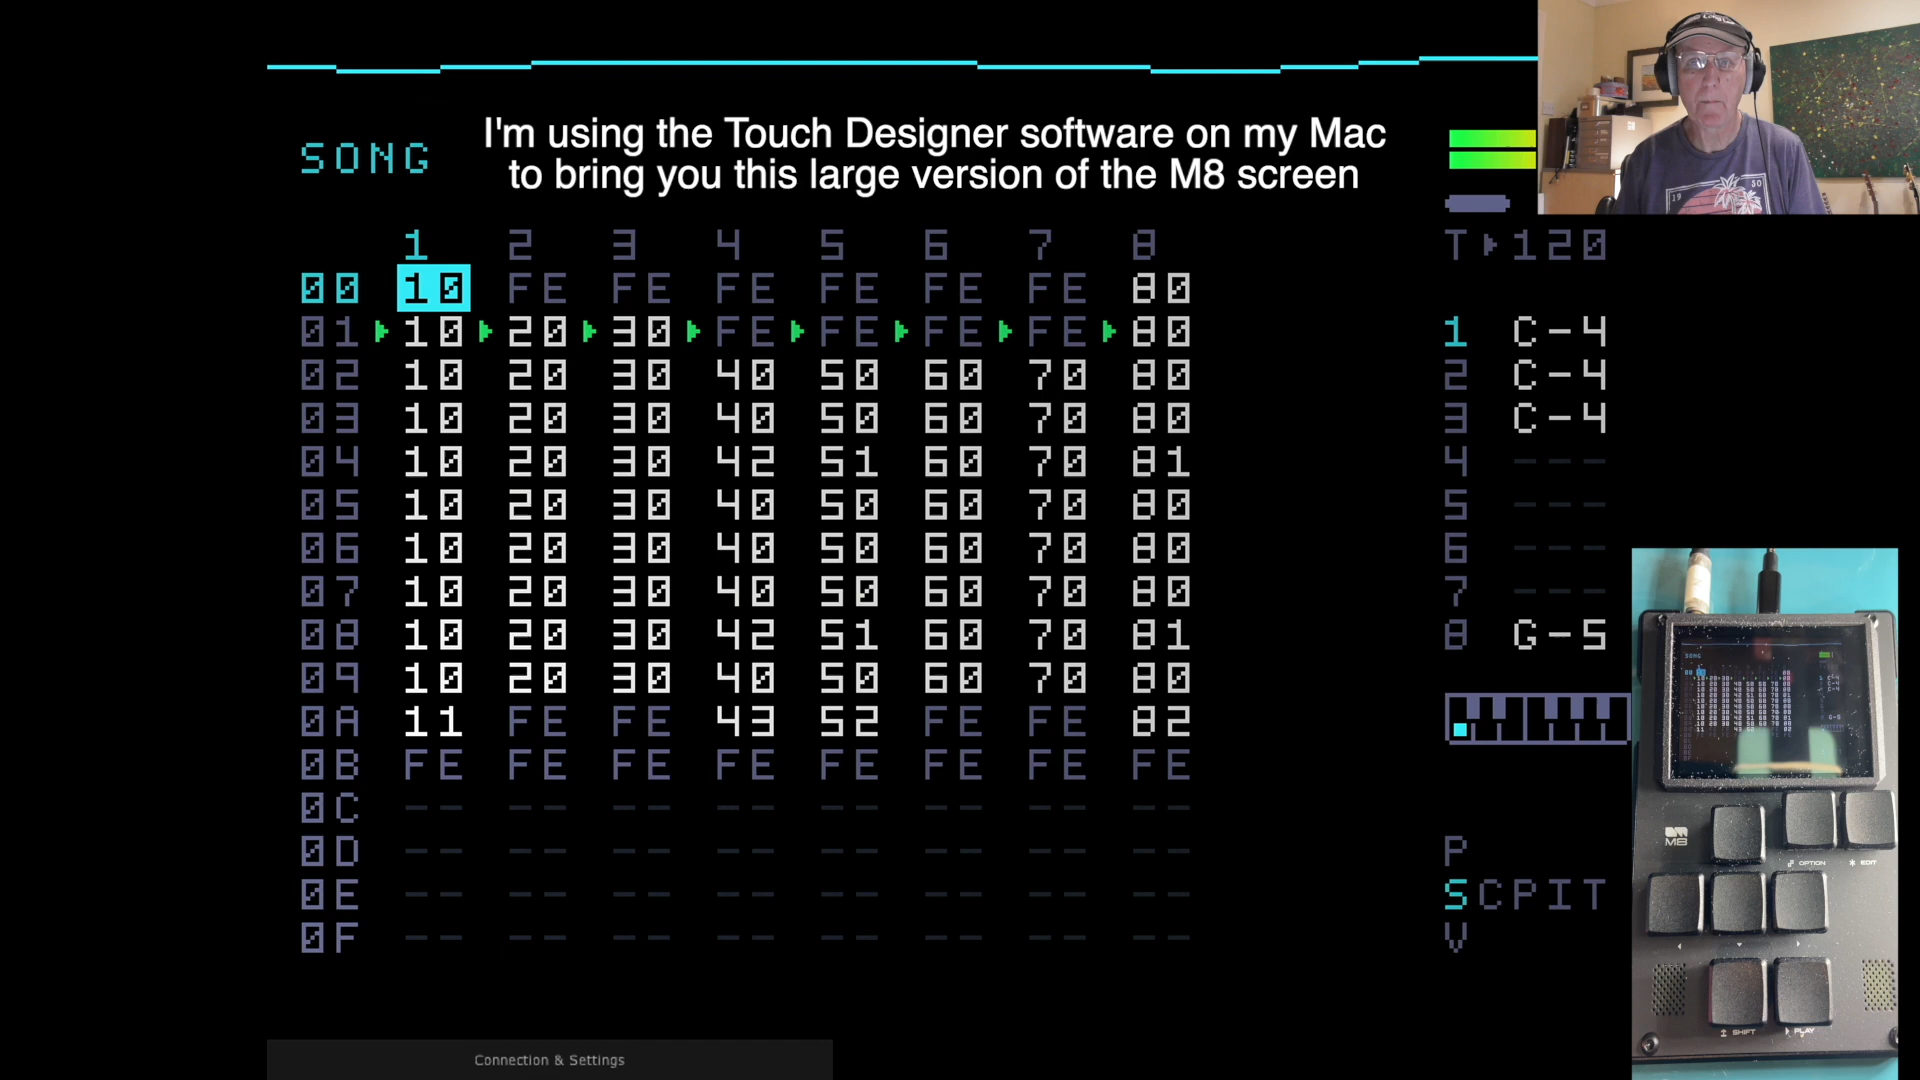 I'm using the Touch Designer software on my Mac
to bring you this large version of the M8 screen
SONG
1 2 3 4 5 6 7 8
00 10 FE FE FE FE FE FE 80
01 10 20 30 FE FE FE FE 80
02 10 20 30 40 50 60 70 80
03 10 20 30 40 50 60 70 80
04 10 20 30 42 51 60 70 81
05 10 20 30 40 50 60 70 80
06 10 20 30 40 50 60 70 80
07 10 20 30 40 50 60 70 80
08 10 20 30 42 51 60 70 81
09 10 20 30 40 50 60 70 80
0A 11 FE FE 43 52 FE FE 82
0B FE FE FE FE FE FE FE FE
0C -- -- -- -- -- -- -- --
0D -- -- -- -- -- -- -- --
0E -- -- -- -- -- -- -- --
0F -- -- -- -- -- -- -- --
T 120
1 C-4
2 C-4
3 C-4
4 ---
5 ---
6 ---
7 ---
8 G-5
P
SCPIT
V
Connection & Settings
19 50
M8
OPTION
EDIT
SHIFT
PLAY